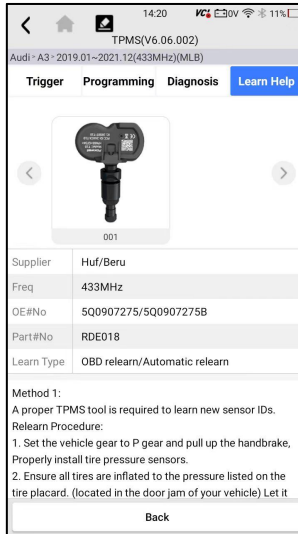 14:20 VCI 0V 11%
TPMS(V6.06.002)
Audi > A3 > 2019.01~2021.12(433MHz)(MLB)
Trigger Programming Diagnosis Learn Help
001
Supplier Huf/Beru
Freq 433MHz
OE#No 5Q0907275/5Q0907275B
Part#No RDE018
Learn Type OBD relearn/Automatic relearn
Method 1:
A proper TPMS tool is required to learn new sensor IDs.
Relearn Procedure:
1. Set the vehicle gear to P gear and pull up the handbrake,
Properly install tire pressure sensors.
2. Ensure all tires are inflated to the pressure listed on the
tire placard. (located in the door jam of your vehicle) Let it
Back